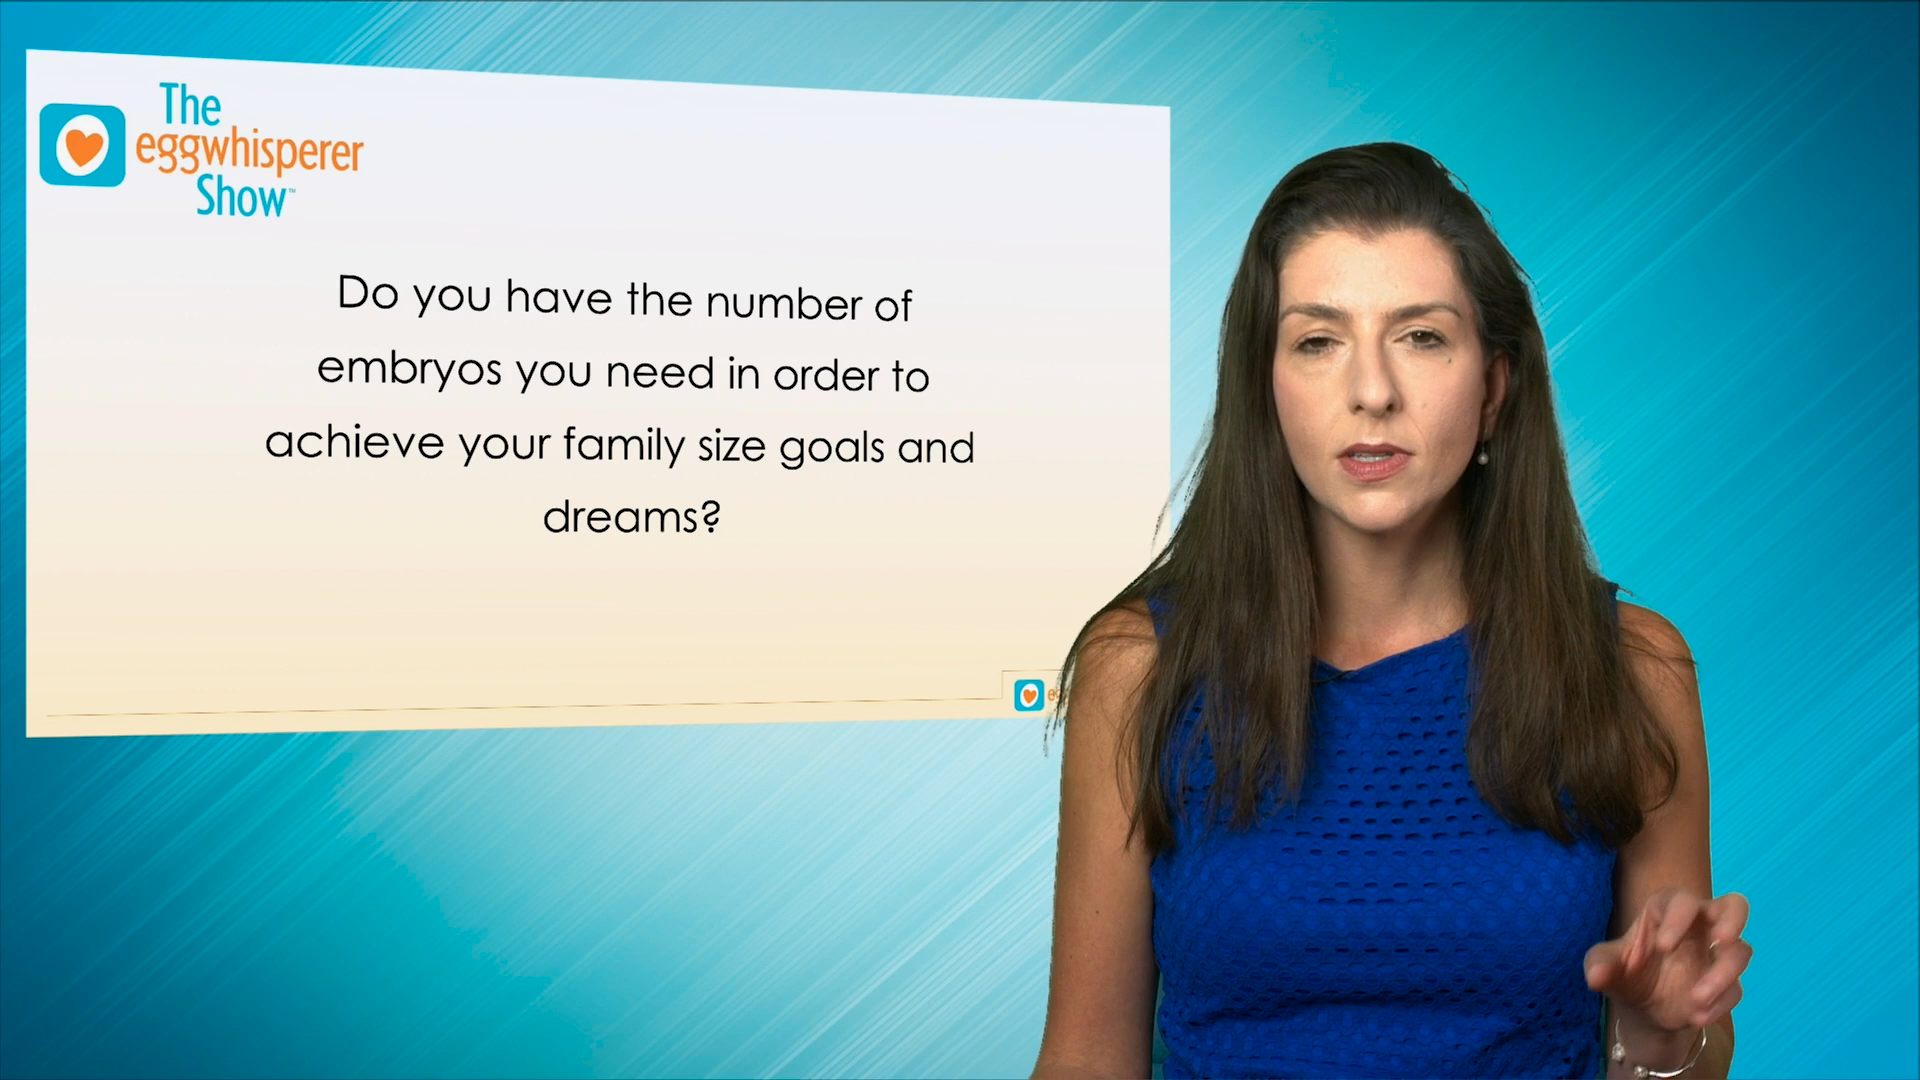 The
eggwhisperer
Show™
Do you have the number of
embryos you need in order to
achieve your family size goals and
dreams?